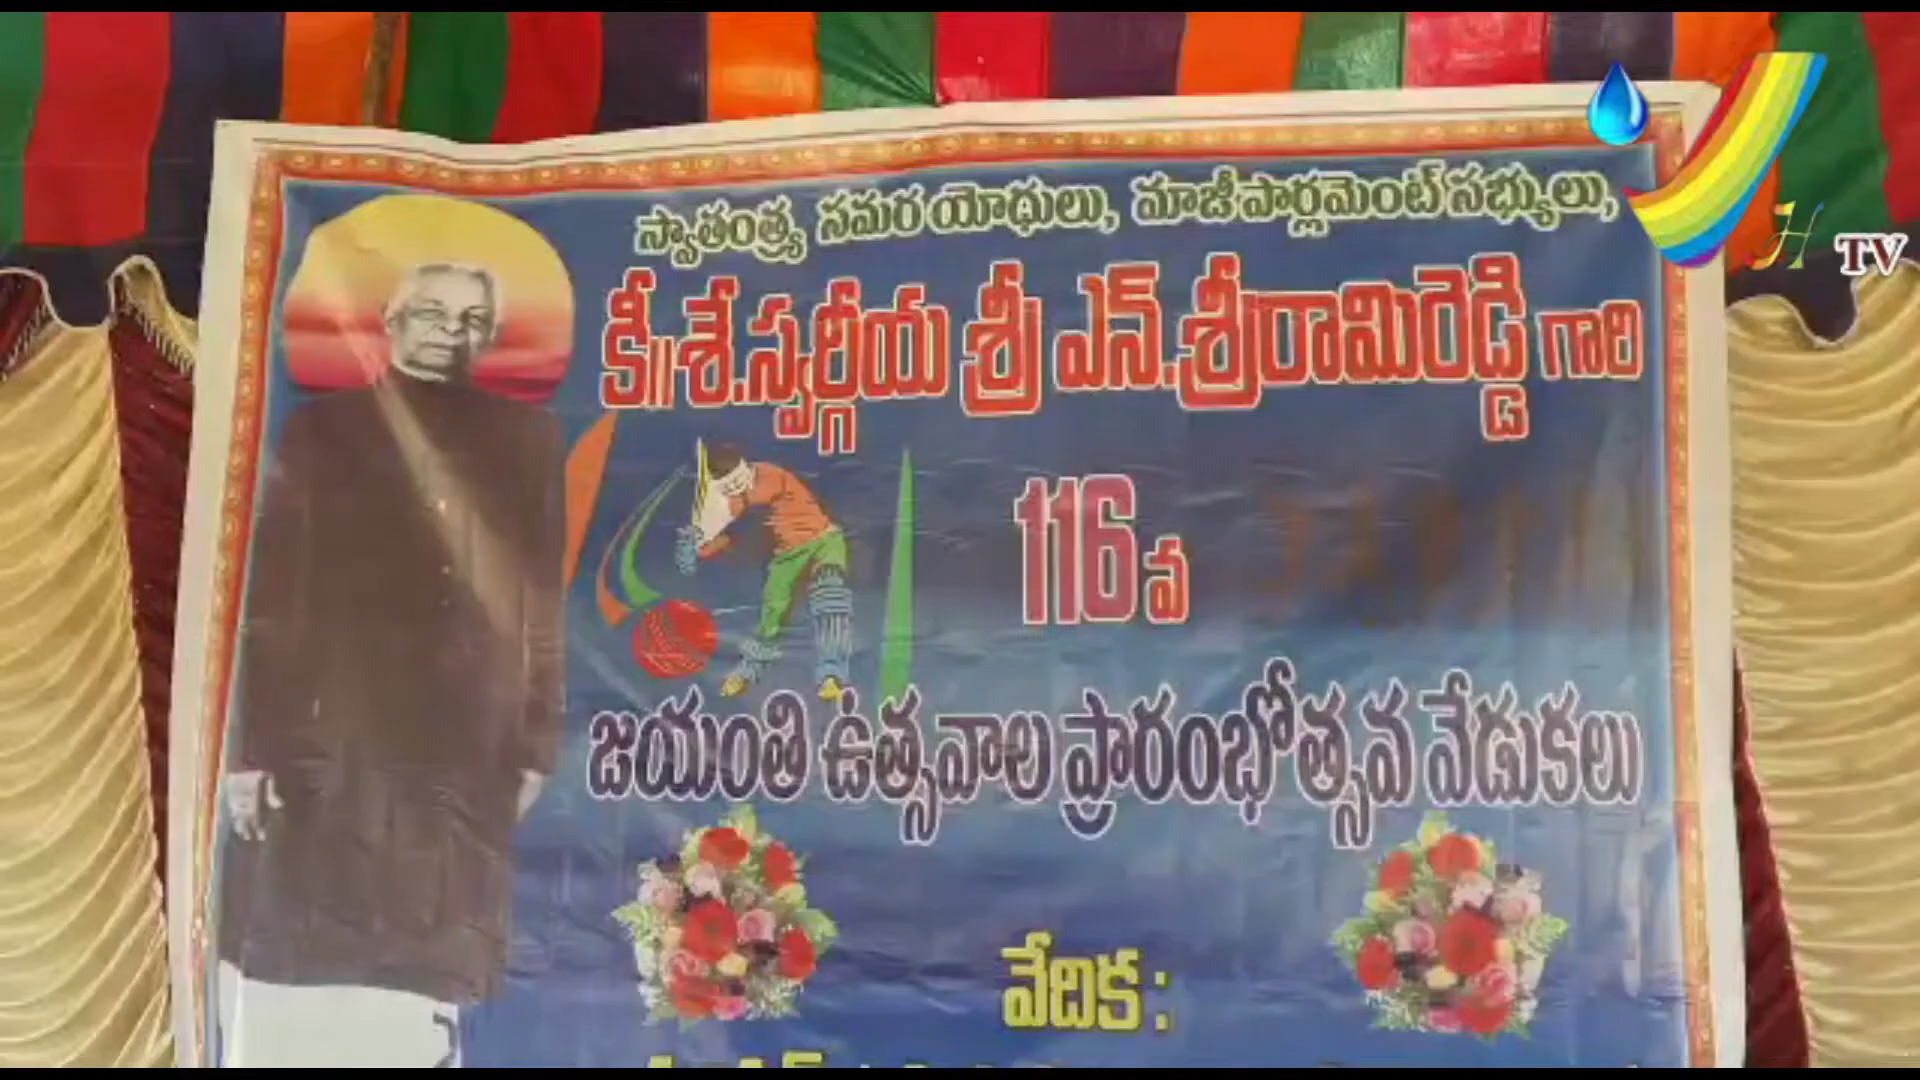 స్వాతంత్ర్య సమర యోధులు, మాజీ పార్లమెంట్ సభ్యులు,
కీ॥శే.స్వర్గీయ శ్రీ ఎన్.శ్రీరామిరెడ్డి గారి
116వ
జయంతి ఉత్సవాల ప్రారంభోత్సవ వేడుకలు
వేదిక :
H TV